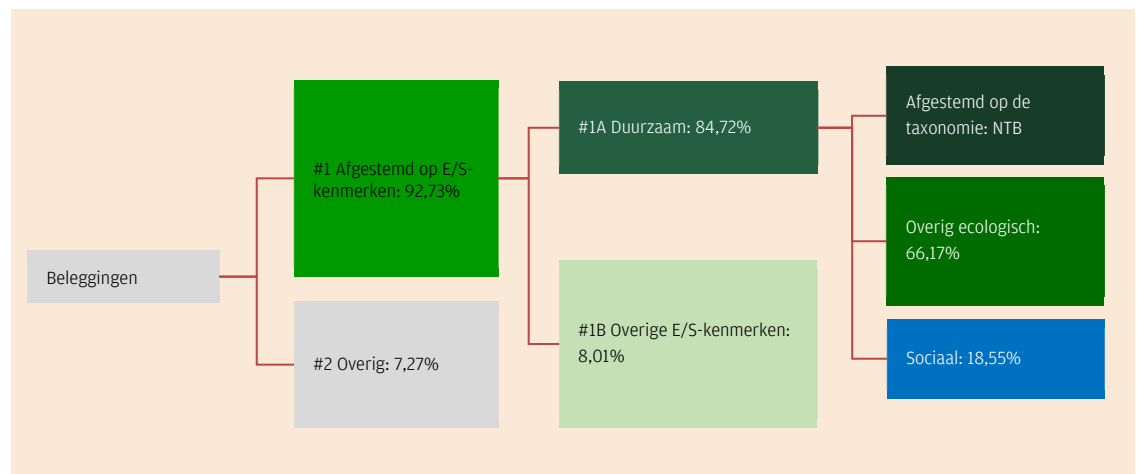 Beleggingen
#1 Afgestemd op E/S-
kenmerken: 92,73%
#2 Overig: 7,27%
#1A Duurzaam: 84,72%
#1B Overige E/S-kenmerken:
8,01%
Afgestemd op de
taxonomie: NTB
Overig ecologisch:
66,17%
Sociaal: 18,55%